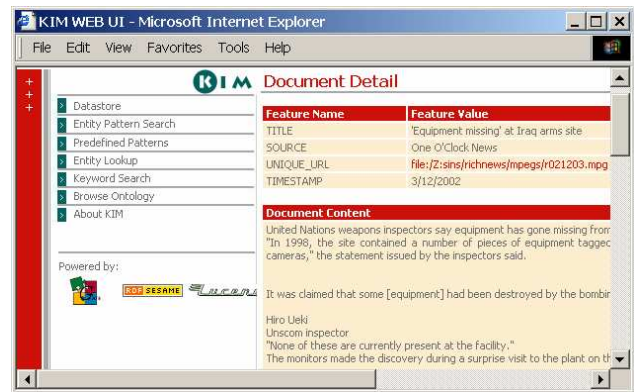 KIM WEB UI - Microsoft Internet Explorer
File Edit View Favorites Tools Help
KIM
Document Detail
+
+
+
Datastore
Entity Pattern Search
Predefined Patterns
Entity Lookup
Keyword Search
Browse Ontology
About KIM
Powered by:
RDF SESAME Lucene
Feature Name Feature Value
TITLE 'Equipment missing' at Iraq arms site
SOURCE One O'Clock News
UNIQUE_URL file:/Z:sins/richnews/mpegs/r021203.mpg
TIMESTAMP 3/12/2002
Document Content
United Nations weapons inspectors say equipment has gone missing from
"In 1998, the site contained a number of pieces of equipment tagged
cameras," the statement issued by the inspectors said.
It was claimed that some [equipment] had been destroyed by the bombin
Hiro Ueki
Unscom inspector
"None of these are currently present at the facility."
The monitors made the discovery during a surprise visit to the plant on th